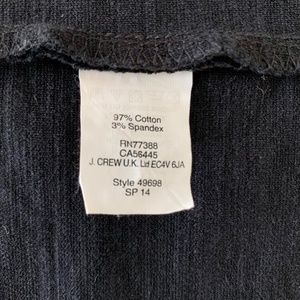 97% Cotton
3% Spandex
RN77388
CA56445
J. CREW U.K. Ltd EC4V 6JA
Style 49698
SP 14